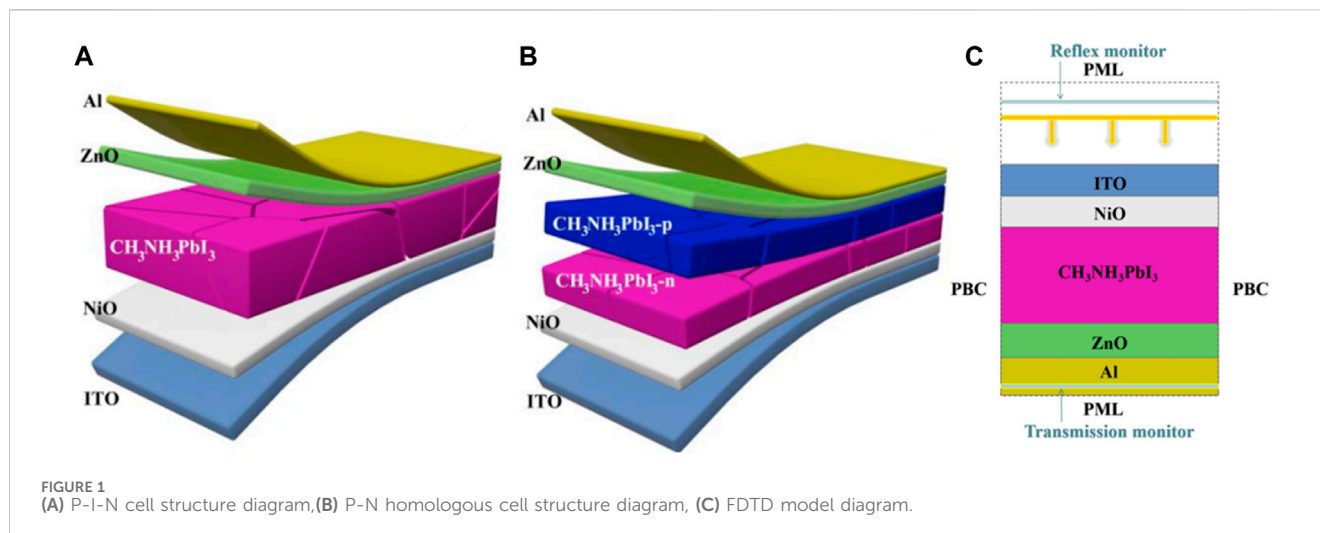 A
Al
ZnO
CH₃NH₃PbI₃
NiO
ITO
B
Al
ZnO
CH₃NH₃PbI₃-p
CH₃NH₃PbI₃-n
NiO
ITO
C
Reflex monitor
PML
ITO
NiO
CH₃NH₃PbI₃
PBC
PBC
ZnO
Al
PML
Transmission monitor
FIGURE 1
(A) P-I-N cell structure diagram,(B) P-N homologous cell structure diagram, (C) FDTD model diagram.